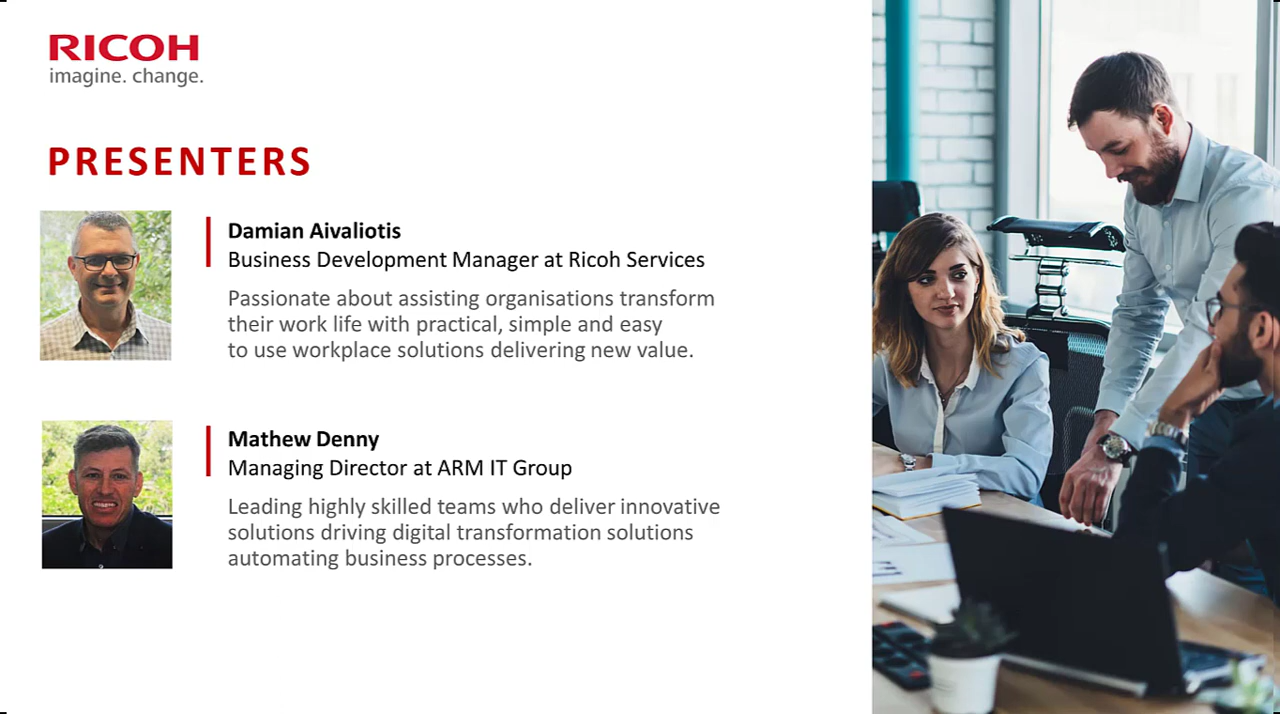 RICOH
imagine. change.
PRESENTERS
Damian Aivaliotis
Business Development Manager at Ricoh Services
Passionate about assisting organisations transform
their work life with practical, simple and easy
to use workplace solutions delivering new value.
Mathew Denny
Managing Director at ARM IT Group
Leading highly skilled teams who deliver innovative
solutions driving digital transformation solutions
automating business processes.